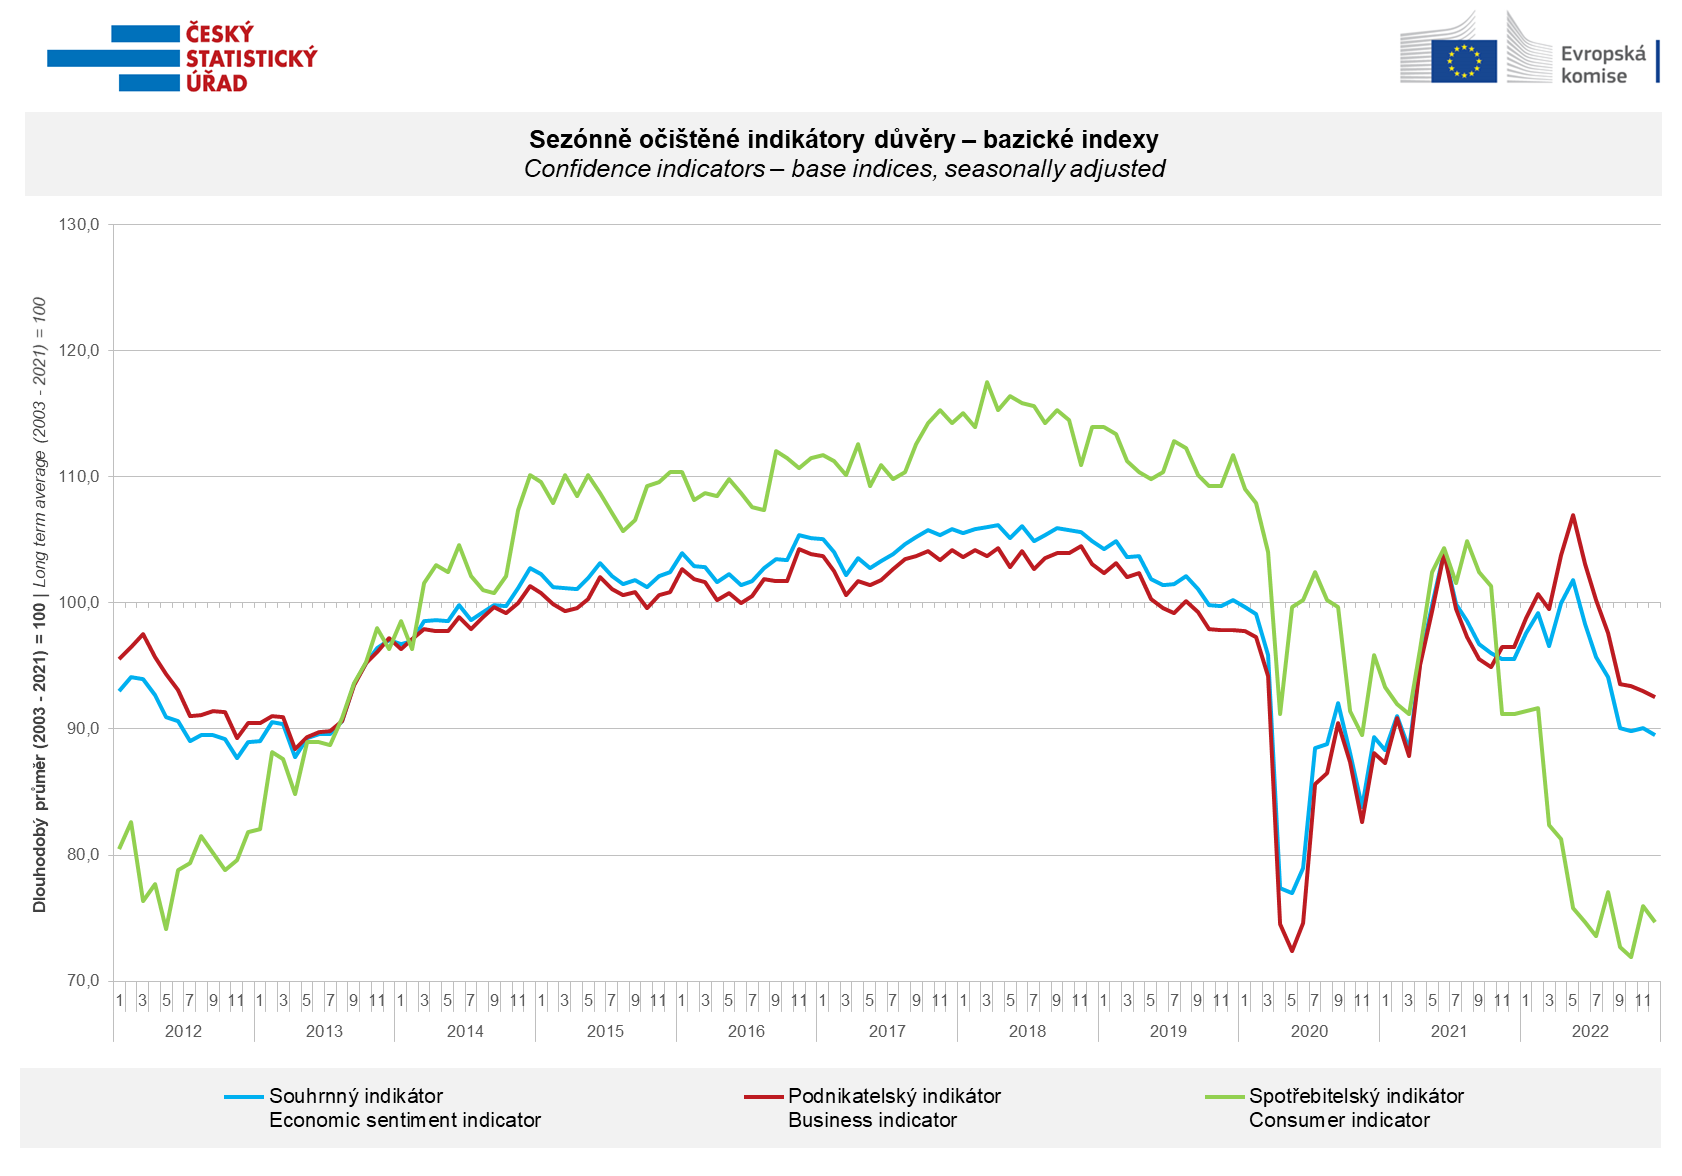 ČESKÝ
STATISTICKÝ
ÚŘAD
Evropská
komise
Sezónně očištěné indikátory důvěry – bazické indexy
Confidence indicators – base indices, seasonally adjusted
Dlouhodobý průměr (2003 - 2021) = 100 | Long term average (2003 - 2021) = 100
130,0
120,0
110,0
100,0
90,0
80,0
70,0
1 3 5 7 9 11 1 3 5 7 9 11 1 3 5 7 9 11 1 3 5 7 9 11 1 3 5 7 9 11 1 3 5 7 9 11 1 3 5 7 9 11 1 3 5 7 9 11 1 3 5 7 9 11 1 3 5 7 9 11 1 3 5 7 9 11
2012 2013 2014 2015 2016 2017 2018 2019 2020 2021 2022
Souhrnný indikátor
Economic sentiment indicator
Podnikatelský indikátor
Business indicator
Spotřebitelský indikátor
Consumer indicator